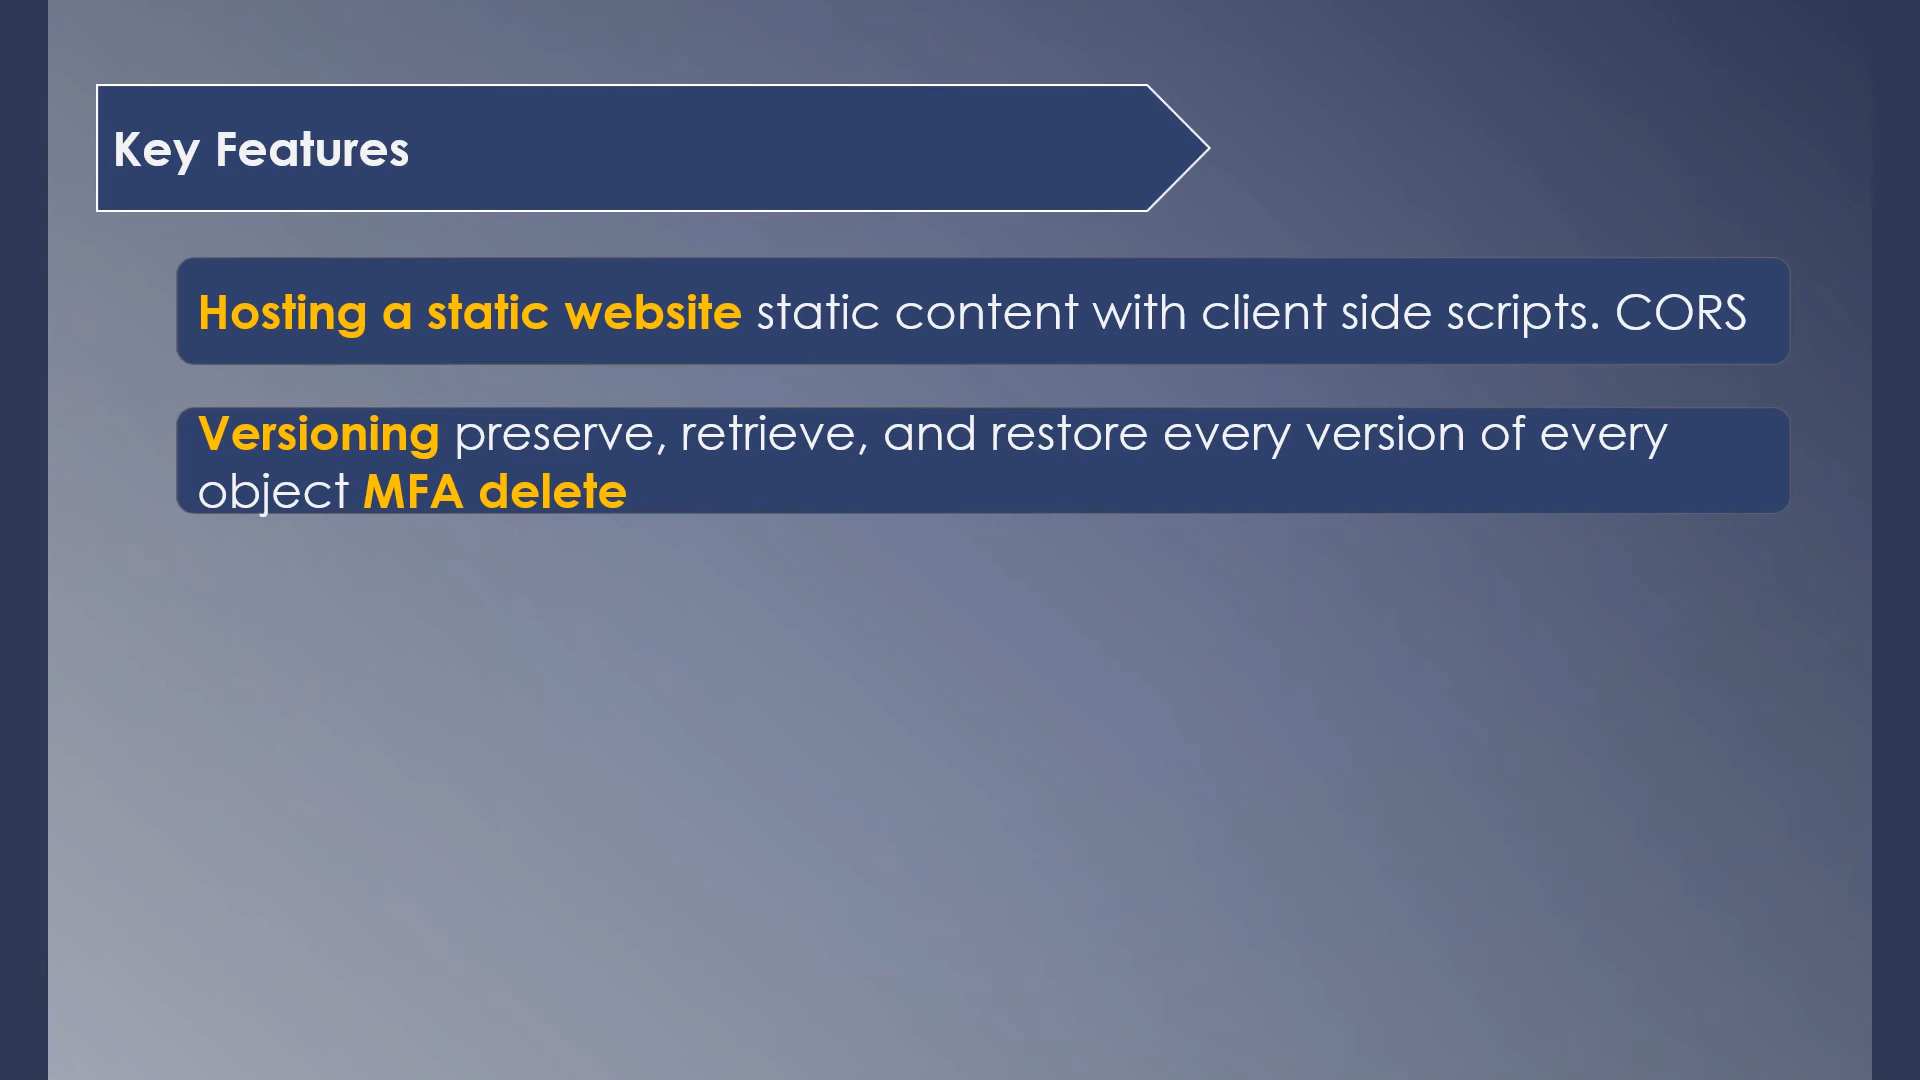 Key Features
Hosting a static website static content with client side scripts. CORS
Versioning preserve, retrieve, and restore every version of every
object MFA delete